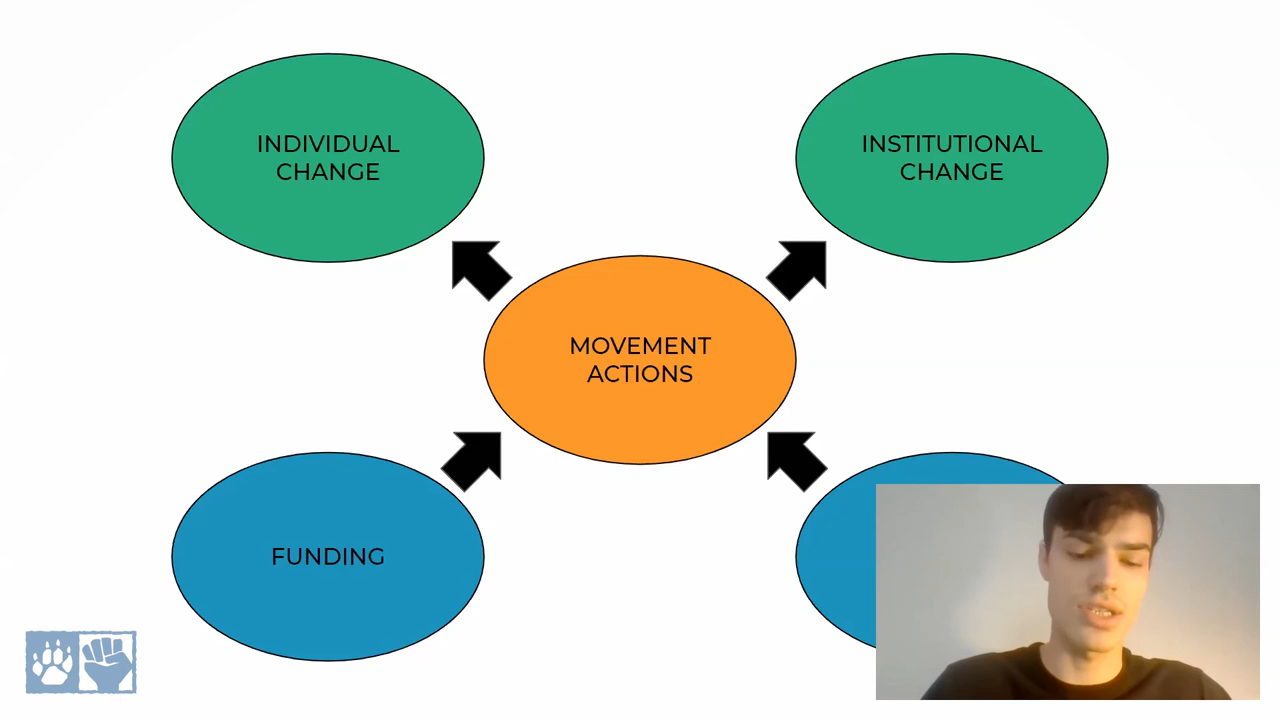 INDIVIDUAL
CHANGE
INSTITUTIONAL
CHANGE
MOVEMENT
ACTIONS
FUNDING